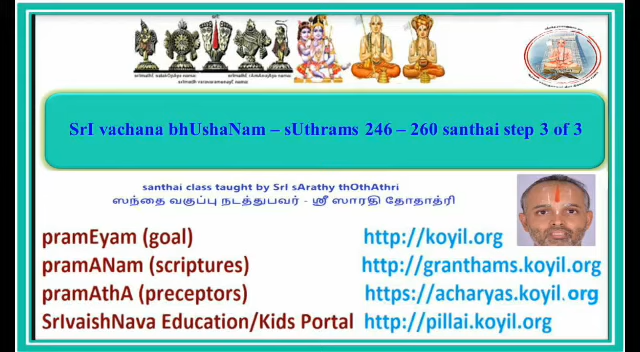 SrI vachana bhUshaNam – sUthrams 246 – 260 santhai step 3 of 3
santhai class taught by SrI sArathy thOthAthri
ஸந்தை வகுப்பு நடத்துபவர் - ஸ்ரீ ஸாரதி தோதாத்ரி
pramEyam (goal) http://koyil.org
pramANam (scriptures) http://granthams.koyil.org
pramAthA (preceptors) https://acharyas.koyil.org
SrIvaishNava Education/Kids Portal http://pillai.koyil.org